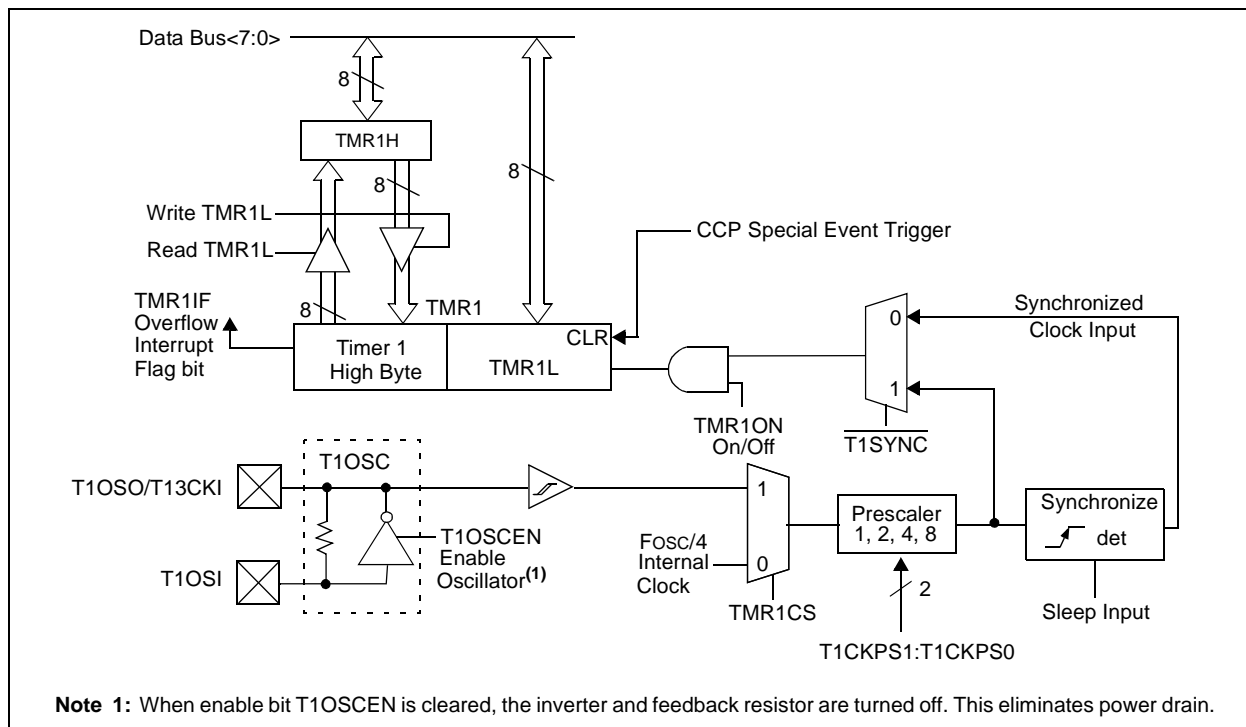 Data Bus<7:0>
8
TMR1H
8
8
Write TMR1L
CCP Special Event Trigger
Read TMR1L
8
TMR1IF
Overflow
Interrupt
Flag bit
TMR1
Timer 1
High Byte
TMR1L
CLR
0
1
Synchronized
Clock Input
TMR1ON
On/Off
T1SYNC
T1OSC
T1OSO/T13CKI
T1OSI
T1OSCEN
Enable
Oscillator(1)
1
0
FOSC/4
Internal
Clock
TMR1CS
Prescaler
1, 2, 4, 8
2
T1CKPS1:T1CKPS0
Synchronize
det
Sleep Input
Note 1: When enable bit T1OSCEN is cleared, the inverter and feedback resistor are turned off. This eliminates power drain.